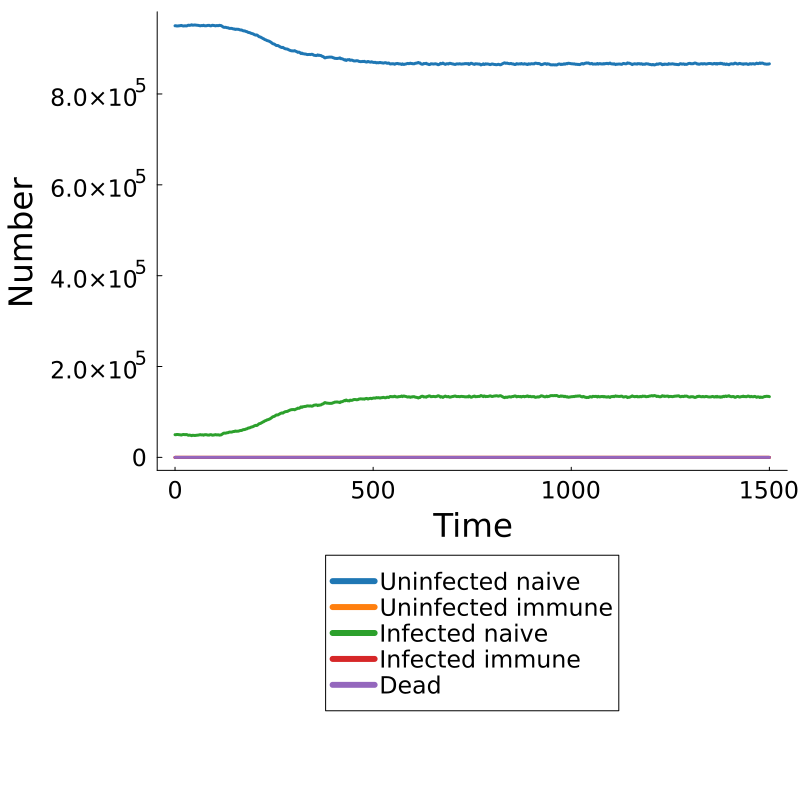 Number
8.0×10⁵
6.0×10⁵
4.0×10⁵
2.0×10⁵
0
0 500 1000 1500
Time
Uninfected naive
Uninfected immune
Infected naive
Infected immune
Dead